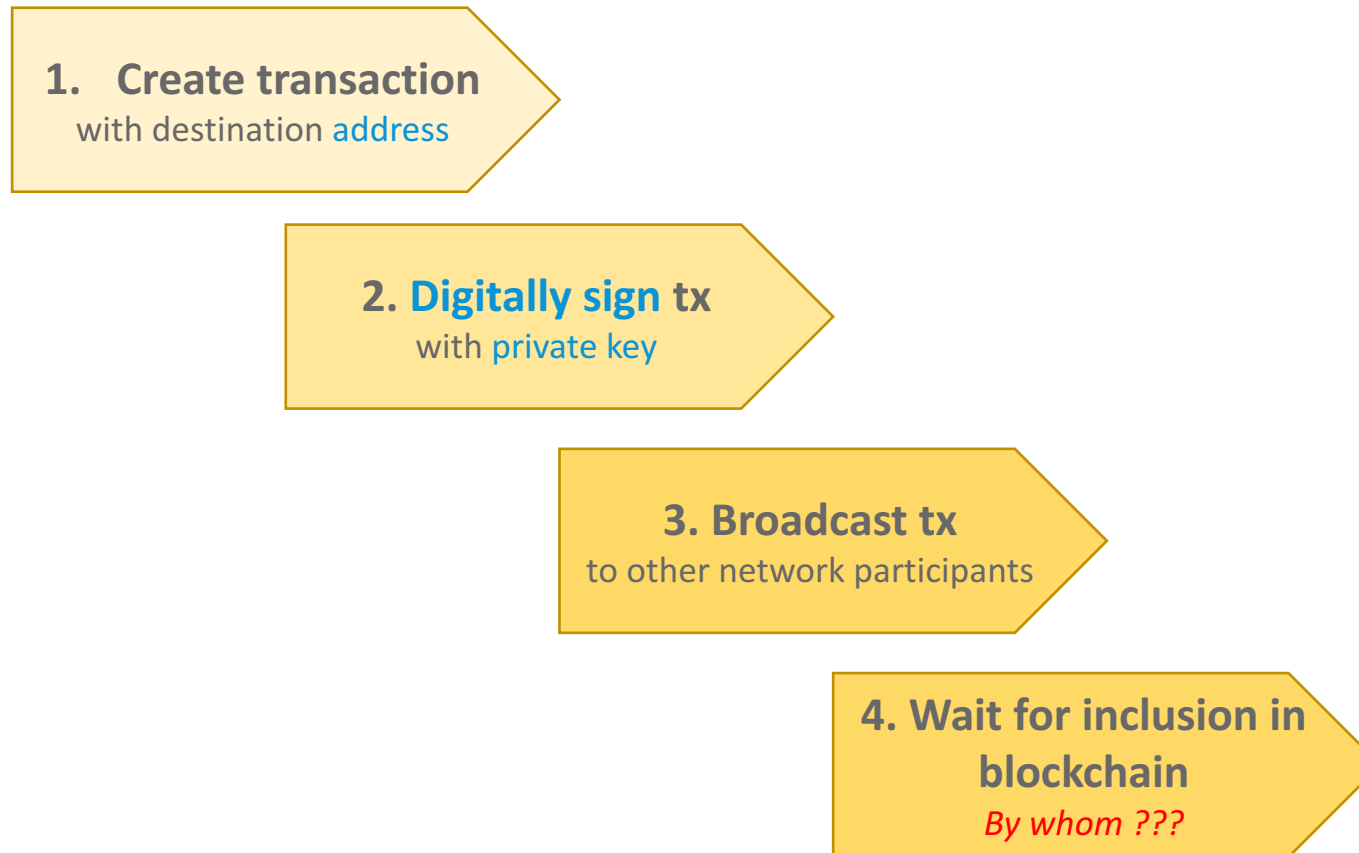 1. Create transaction
with destination address
2. Digitally sign tx
with private key
3. Broadcast tx
to other network participants
4. Wait for inclusion in
blockchain
By whom ???